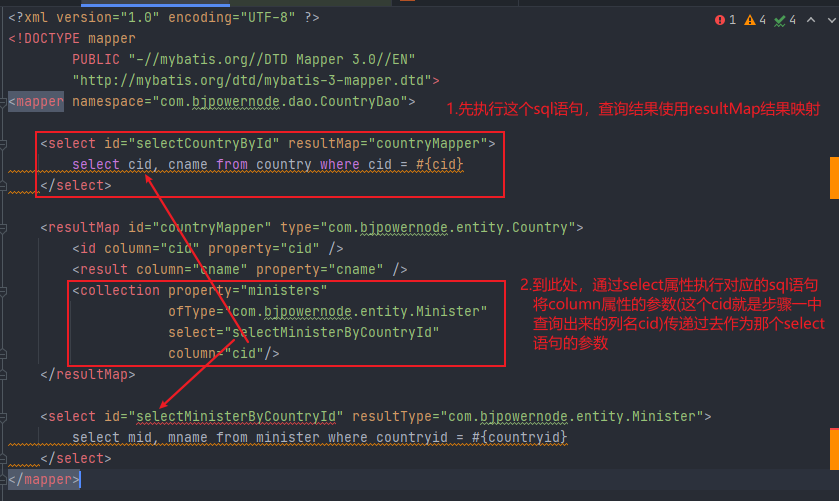 <?xml version="1.0" encoding="UTF-8" ?>
1 4 4
<!DOCTYPE mapper
PUBLIC "-//mybatis.org//DTD Mapper 3.0//EN"
"http://mybatis.org/dtd/mybatis-3-mapper.dtd">
<mapper namespace="com.bjpowernode.dao.CountryDao">
1.先执行这个sql语句，查询结果使用resultMap结果映射
<select id="selectCountryById" resultMap="countryMapper">
select cid, cname from country where cid = #{cid}
</select>
<resultMap id="countryMapper" type="com.bjpowernode.entity.Country">
<id column="cid" property="cid" />
<result column="cname" property="cname" />
<collection property="ministers"
ofType="com.bjpowernode.entity.Minister"
select="selectMinisterByCountryId"
column="cid"/>
2.到此处，通过select属性执行对应的sql语句
将column属性的参数(这个cid就是步骤一中
查询出来的列名cid)传递过去作为那个select
语句的参数
</resultMap>
<select id="selectMinisterByCountryId" resultType="com.bjpowernode.entity.Minister">
select mid, mname from minister where countryid = #{countryid}
</select>
</mapper>